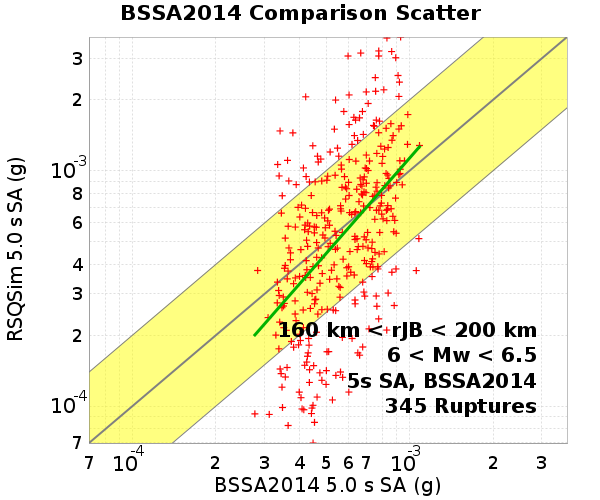 BSSA2014 Comparison Scatter
RSQSim 5.0 s SA (g)
3
2
10-3
8
6
4
3
2
10-4
7
160 km < rJB < 200 km
6 < Mw < 6.5
5s SA, BSSA2014
345 Ruptures
7 10-4 2 3 4 5 6 7 10-3 2 3
BSSA2014 5.0 s SA (g)